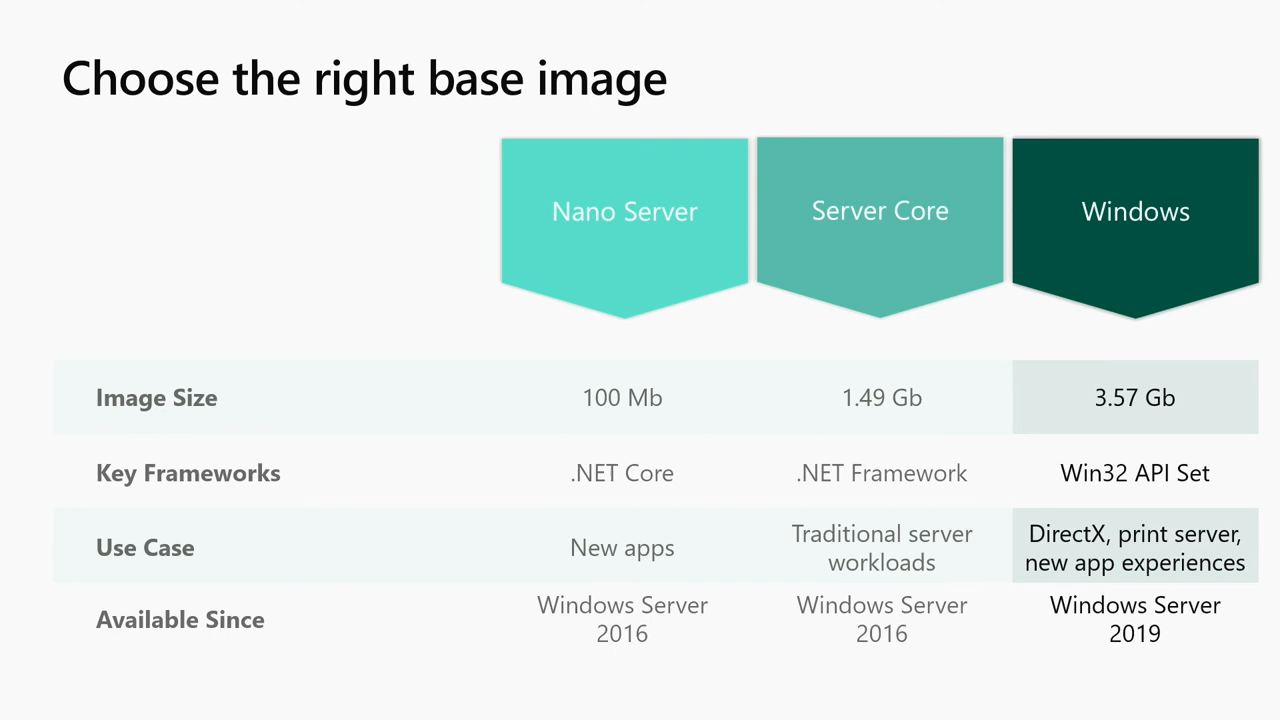 Choose the right base image
Nano Server
Server Core
Windows
Image Size
100 Mb
1.49 Gb
3.57 Gb
Key Frameworks
.NET Core
.NET Framework
Win32 API Set
Use Case
New apps
Traditional server
workloads
DirectX, print server,
new app experiences
Available Since
Windows Server
2016
Windows Server
2016
Windows Server
2019